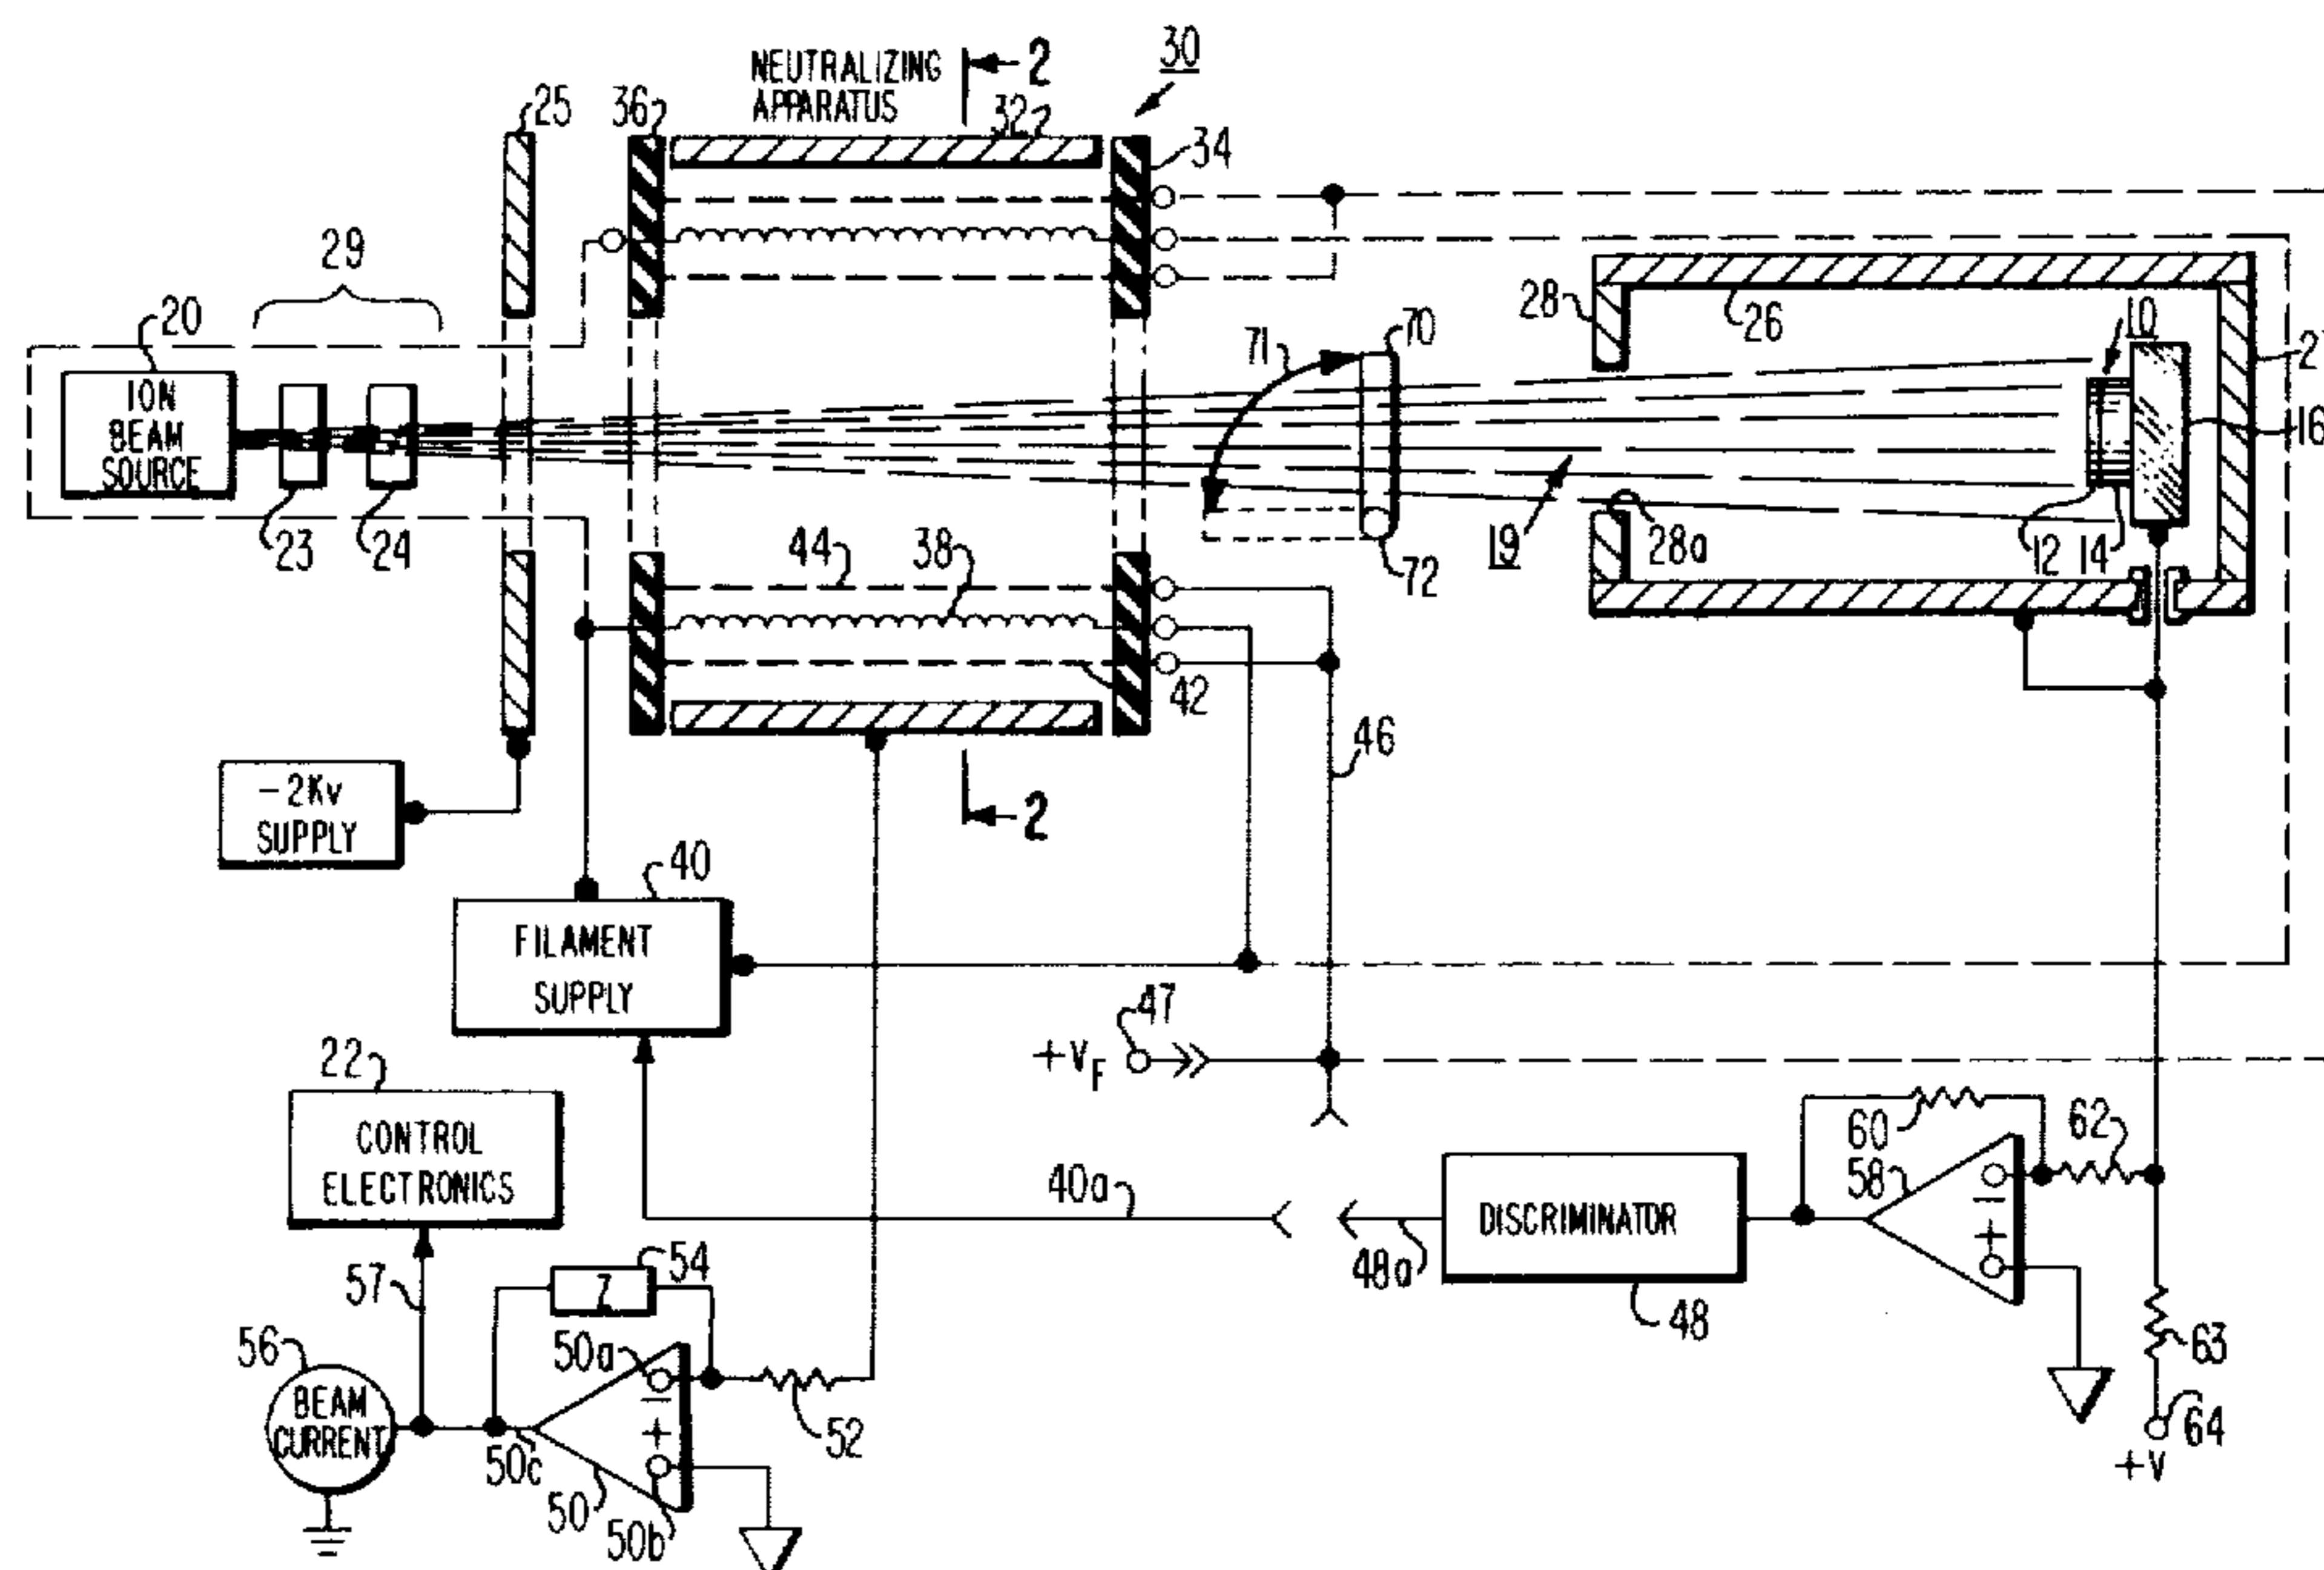 NEUTRALIZING
APPARATUS
2
30
25
36
32
34
29
20
ION
BEAM
SOURCE
23
24
71
70
28
26
10
2
16
44
38
19
28a
72
12
14
42
46
-2Kv
SUPPLY
2
40
FILAMENT
SUPPLY
47
+VF
22
CONTROL
ELECTRONICS
40a
48a
DISCRIMINATOR
48
60
62
58
−
+
63
64
+V
57
54
Z
56
BEAM
CURRENT
50a
−
+
50c
50
50b
52